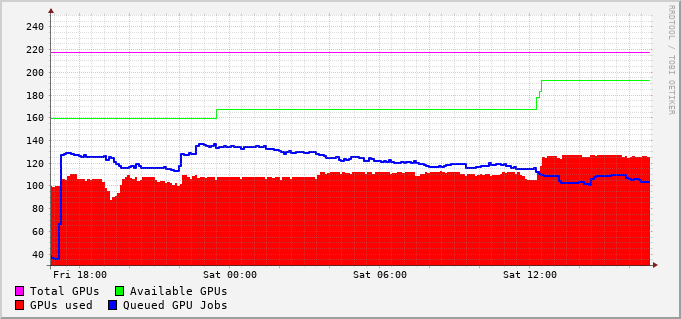 240
220
200
180
160
140
120
100
80
60
40
Fri 18:00 Sat 00:00 Sat 06:00 Sat 12:00
Total GPUs Available GPUs
GPUs used Queued GPU Jobs
RRDTOOL / TOBI OETIKER